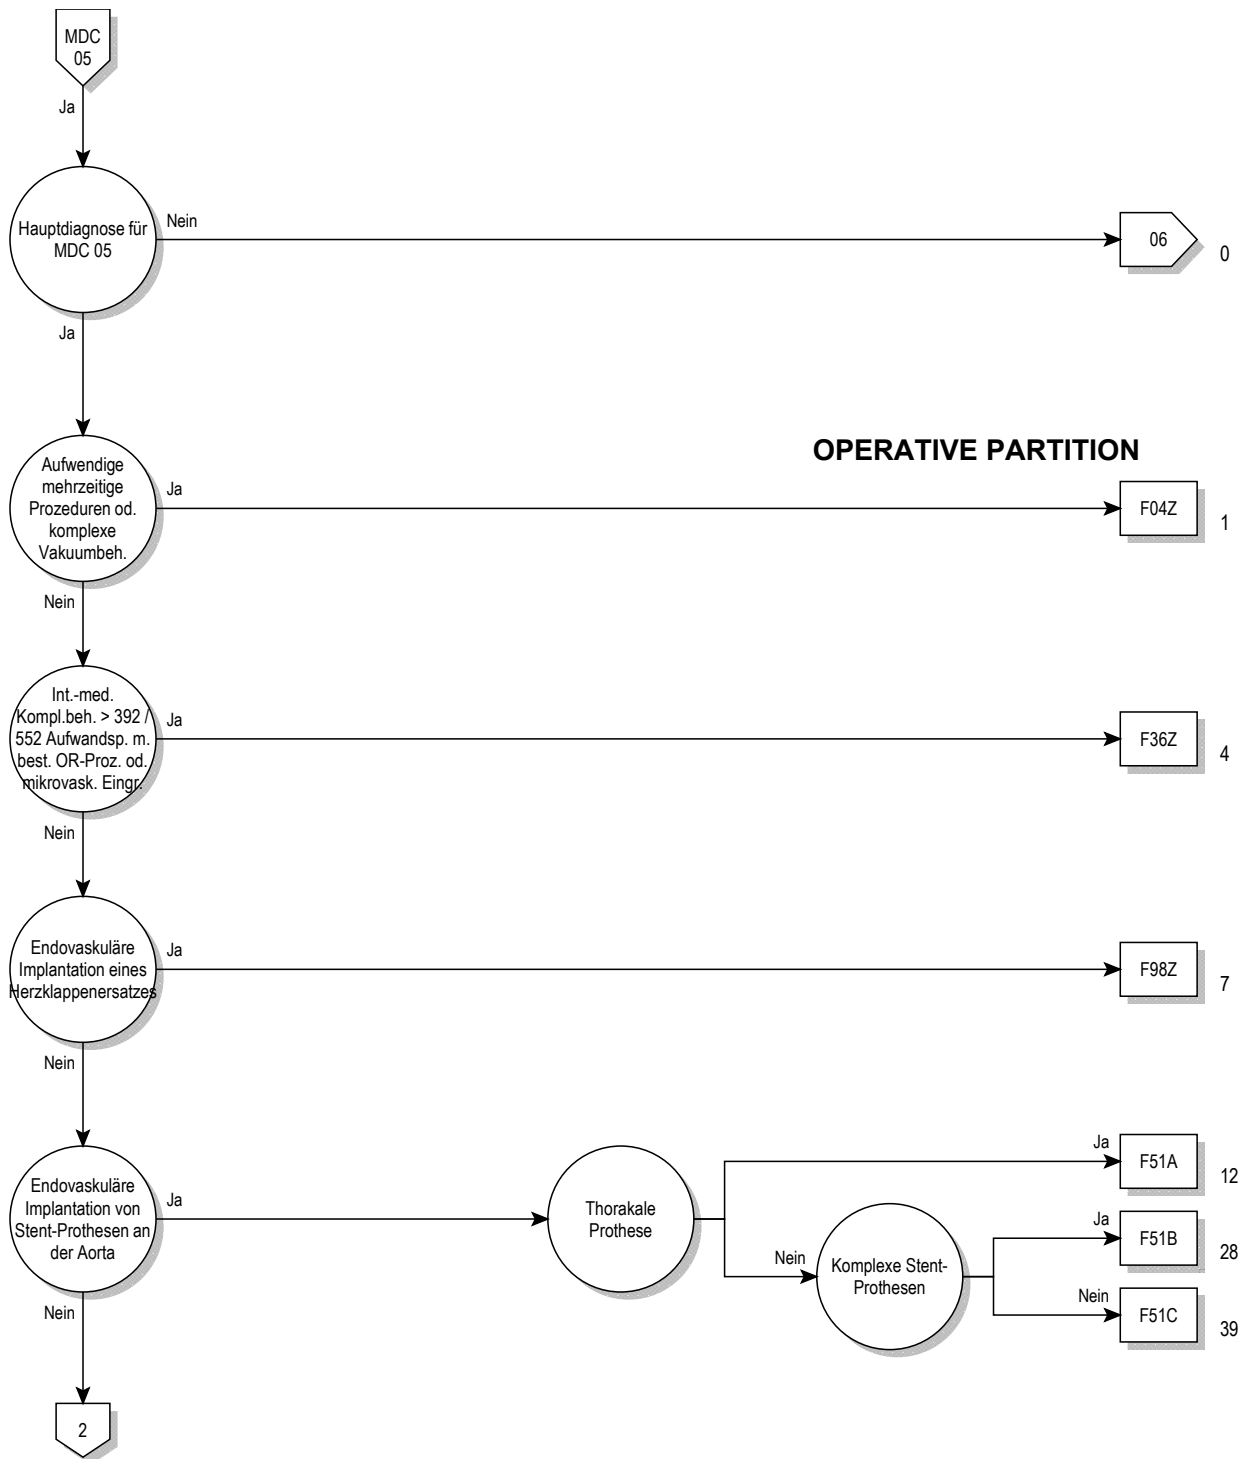 MDC
05
Ja
Hauptdiagnose für
MDC 05
Nein
06
0
Ja
OPERATIVE PARTITION
Aufwendige
mehrzeitige
Prozeduren od.
komplexe
Vakuumbeh.
Ja
F04Z
1
Nein
Int.-med.
Kompl.beh. > 392 /
552 Aufwandsp. m.
best. OR-Proz. od.
mikrovask. Eingr.
Ja
F36Z
4
Nein
Endovaskuläre
Implantation eines
Herzklappenersatzes
Ja
F98Z
7
Nein
Endovaskuläre
Implantation von
Stent-Prothesen an
der Aorta
Ja
Thorakale
Prothese
Ja
F51A
12
Nein
Komplexe Stent-
Prothesen
Ja
F51B
28
Nein
F51C
39
Nein
2